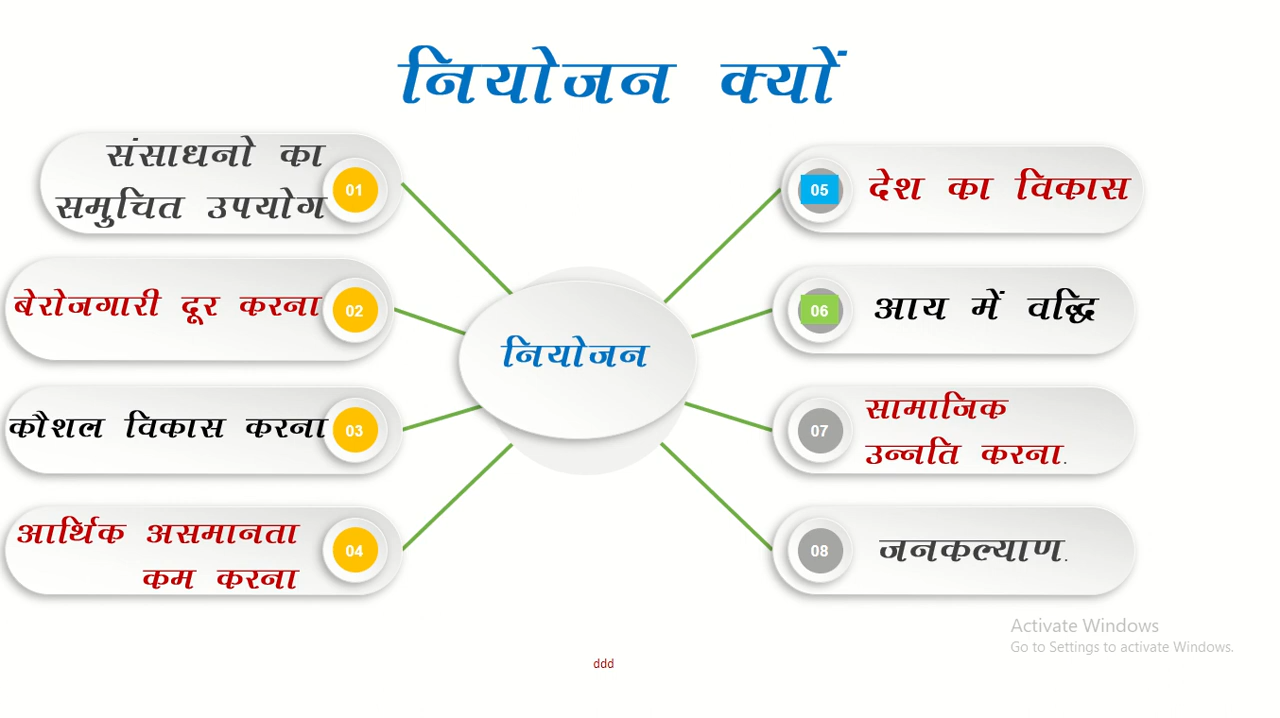 नियोजन क्यों
संसाधनो का
समुचित उपयोग
01
बेरोजगारी दूर करना
02
कौशल विकास करना
03
आर्थिक असमानता
कम करना
04
नियोजन
05
देश का विकास
06
आय में वद्धि
07
सामाजिक
उन्नति करना.
08
जनकल्याण.
Activate Windows
Go to Settings to activate Windows.
ddd